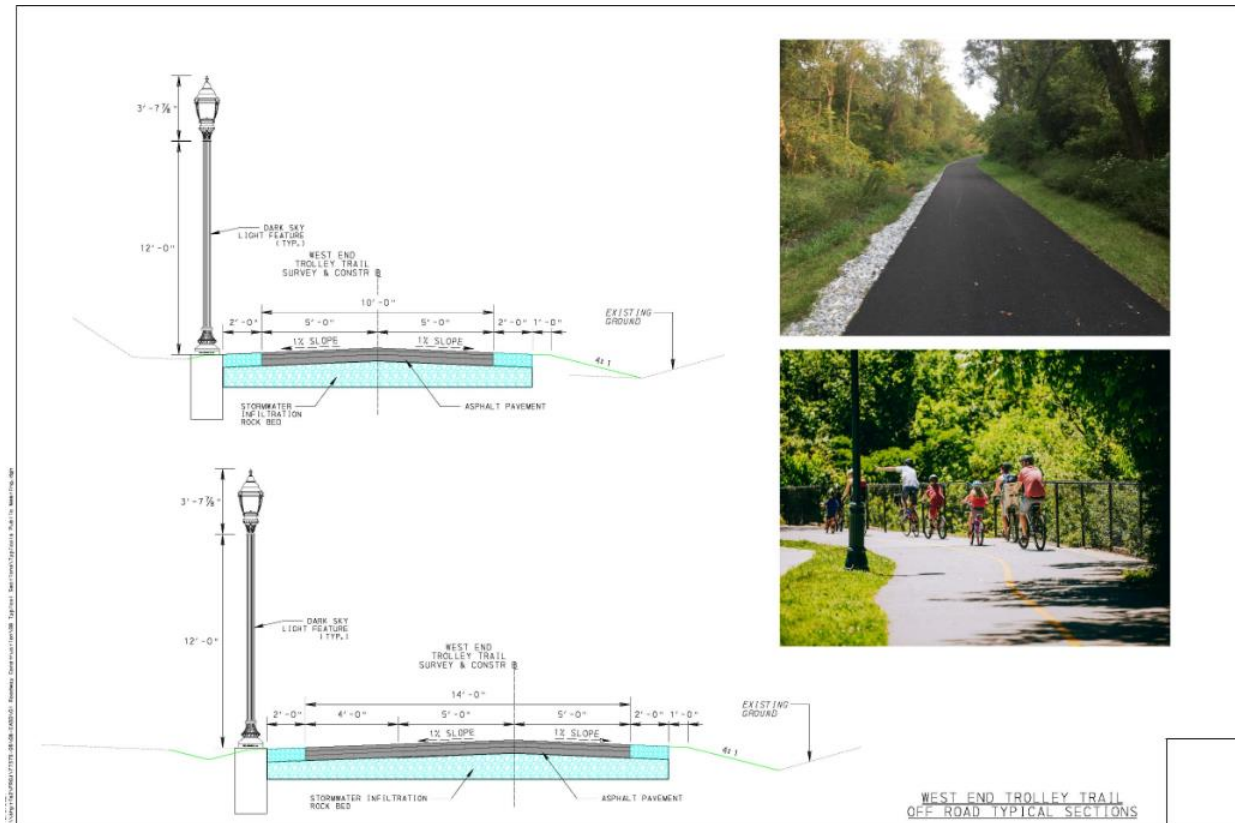 3'-7⅞"
12'-0"
DARK SKY
LIGHT FEATURE
(TYP.)
WEST END
TROLLEY TRAIL
SURVEY & CONSTR ℄
10'-0"
2'-0" 5'-0" 5'-0" 2'-0" 1'-0"
1% SLOPE 1% SLOPE
EXISTING
GROUND
4:1
STORMWATER
INFILTRATION
ROCK BED
ASPHALT PAVEMENT
3'-7⅞"
12'-0"
DARK SKY
LIGHT FEATURE
(TYP.)
WEST END
TROLLEY TRAIL
SURVEY & CONSTR ℄
14'-0"
2'-0" 4'-0" 5'-0" 5'-0" 2'-0" 1'-0"
1% SLOPE 1% SLOPE
EXISTING
GROUND
4:1
STORMWATER INFILTRATION
ROCK BED
ASPHALT PAVEMENT
WEST END TROLLEY TRAIL
OFF ROAD TYPICAL SECTIONS